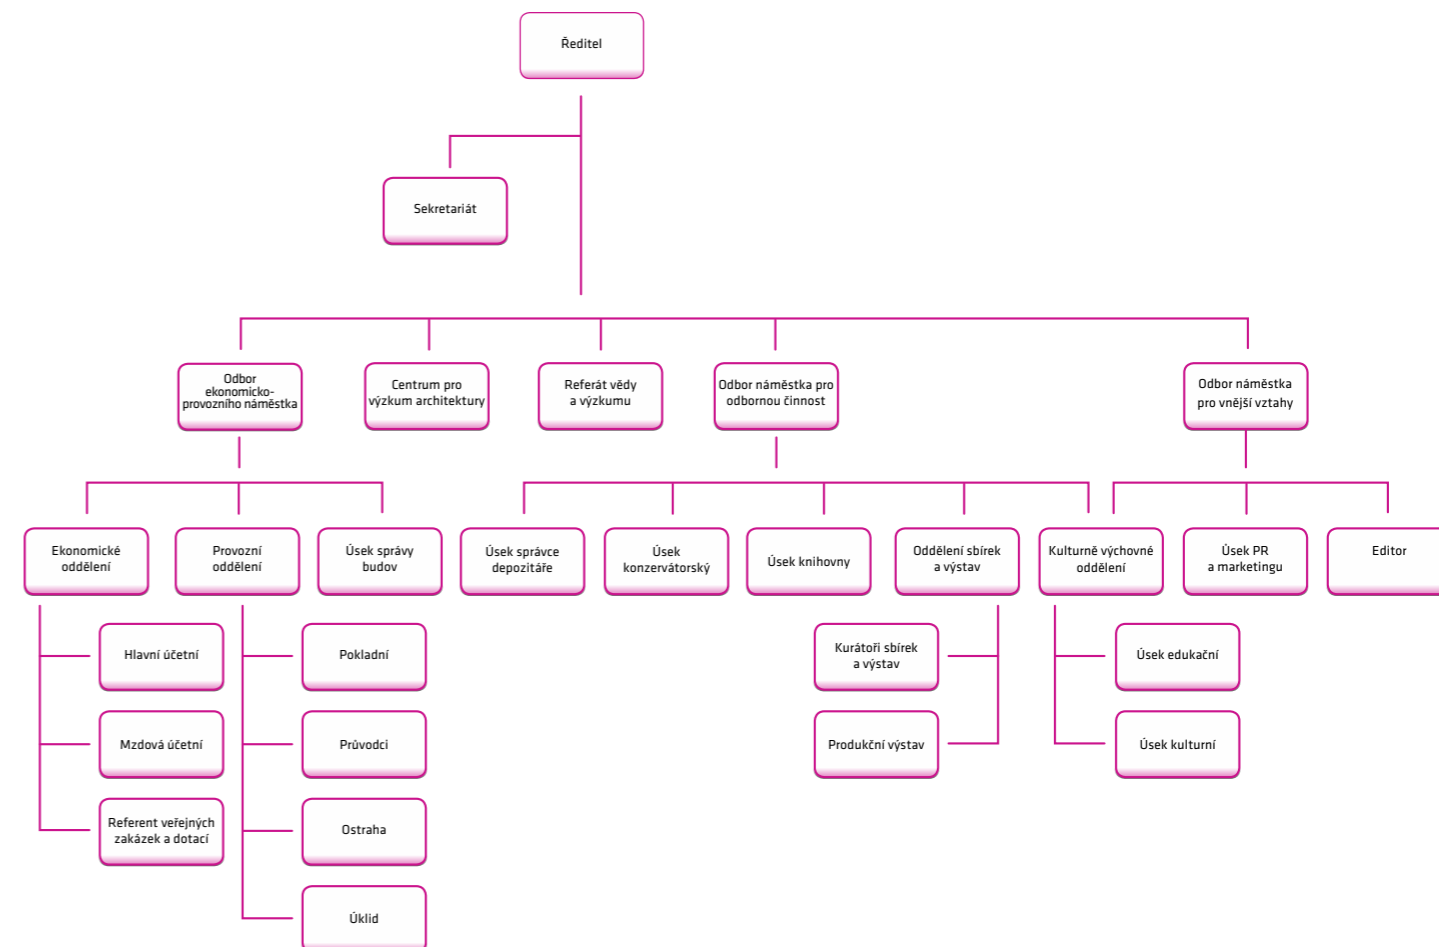 Ředitel
Sekretariát
Odbor
ekonomicko-
provozního náměstka
Centrum pro
výzkum architektury
Referát vědy
a výzkumu
Odbor náměstka pro
odbornou činnost
Odbor náměstka
pro vnější vztahy
Ekonomické
oddělení
Provozní
oddělení
Úsek správy
budov
Úsek správce
depozitáře
Úsek
konzervátorský
Úsek knihovny
Oddělení sbírek
a výstav
Kulturně výchovné
oddělení
Úsek PR
a marketingu
Editor
Hlavní účetní
Pokladní
Kurátoři sbírek
a výstav
Úsek edukační
Mzdová účetní
Průvodci
Produkční výstav
Úsek kulturní
Referent veřejných
zakázek a dotací
Ostraha
Úklid